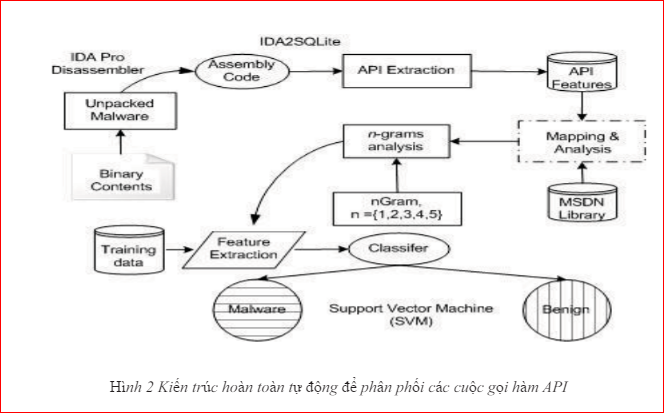 IDA2SQLite
IDA Pro
Disassembler
Assembly
Code
API Extraction
API
Features
Unpacked
Malware
n-grams
analysis
Mapping &
Analysis
Binary
Contents
nGram,
n ={1,2,3,4,5}
MSDN
Library
Training
data
Feature
Extraction
Classifer
Malware
Support Vector Machine
(SVM)
Benign
Hình 2 Kiến trúc hoàn toàn tự động để phân phối các cuộc gọi hàm API